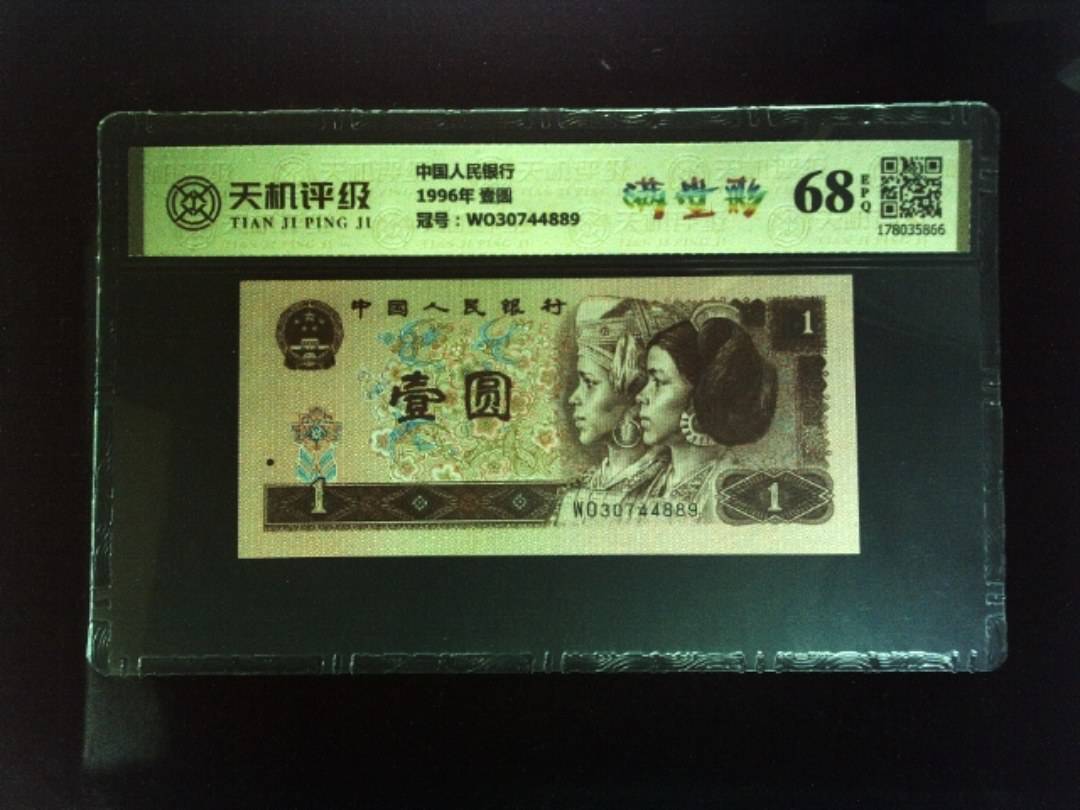 天机评级
TIAN JI PING JI
中国人民银行
1996年 壹圆
冠号：WO30744889
满堂彩
68 EPQ
178035866
中国人民银行
1
壹圆
1
WO30744889
1